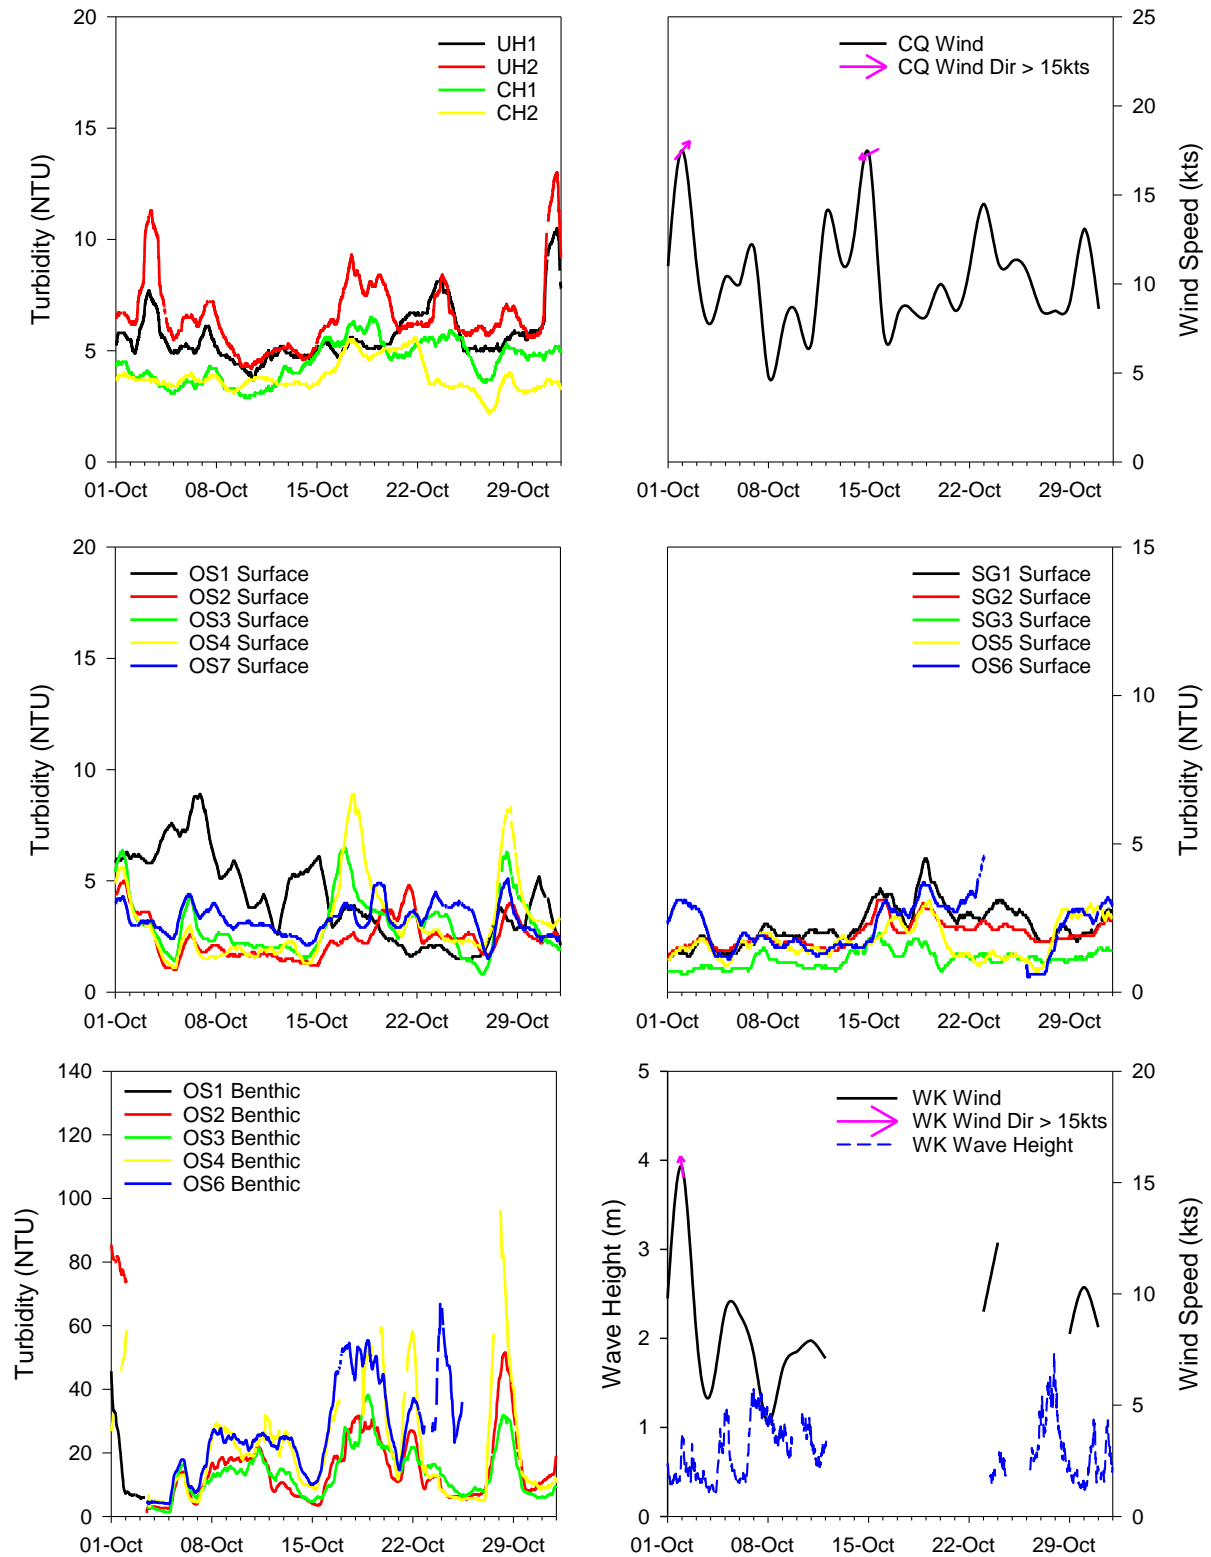 20
15
10
5
0
Turbidity (NTU)
UH1
UH2
CH1
CH2
01-Oct 08-Oct 15-Oct 22-Oct 29-Oct
CQ Wind
CQ Wind Dir > 15kts
25
20
15
10
5
0
Wind Speed (kts)
01-Oct 08-Oct 15-Oct 22-Oct 29-Oct
20
15
10
5
0
Turbidity (NTU)
OS1 Surface
OS2 Surface
OS3 Surface
OS4 Surface
OS7 Surface
01-Oct 08-Oct 15-Oct 22-Oct 29-Oct
SG1 Surface
SG2 Surface
SG3 Surface
OS5 Surface
OS6 Surface
15
10
5
0
Turbidity (NTU)
01-Oct 08-Oct 15-Oct 22-Oct 29-Oct
140
120
100
80
60
40
20
0
Turbidity (NTU)
OS1 Benthic
OS2 Benthic
OS3 Benthic
OS4 Benthic
OS6 Benthic
01-Oct 08-Oct 15-Oct 22-Oct 29-Oct
5
4
3
2
1
0
Wave Height (m)
WK Wind
WK Wind Dir > 15kts
WK Wave Height
20
15
10
5
0
Wind Speed (kts)
01-Oct 08-Oct 15-Oct 22-Oct 29-Oct